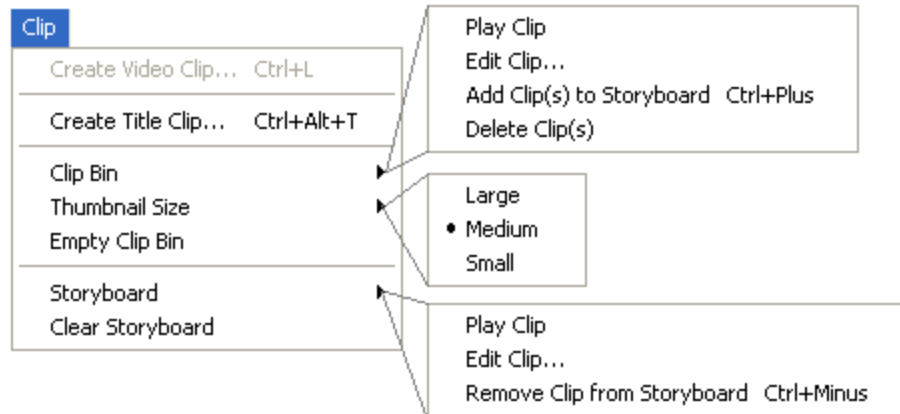 Clip
Create Video Clip... Ctrl+L
Create Title Clip... Ctrl+Alt+T
Clip Bin
Thumbnail Size
Empty Clip Bin
Storyboard
Clear Storyboard
Play Clip
Edit Clip...
Add Clip(s) to Storyboard Ctrl+Plus
Delete Clip(s)
Large
Medium
Small
Play Clip
Edit Clip...
Remove Clip from Storyboard Ctrl+Minus